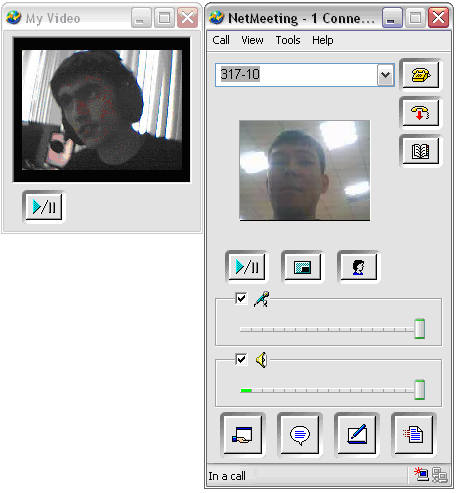 My Video
NetMeeting - 1 Conne...
Call View Tools Help
317-10
In a call